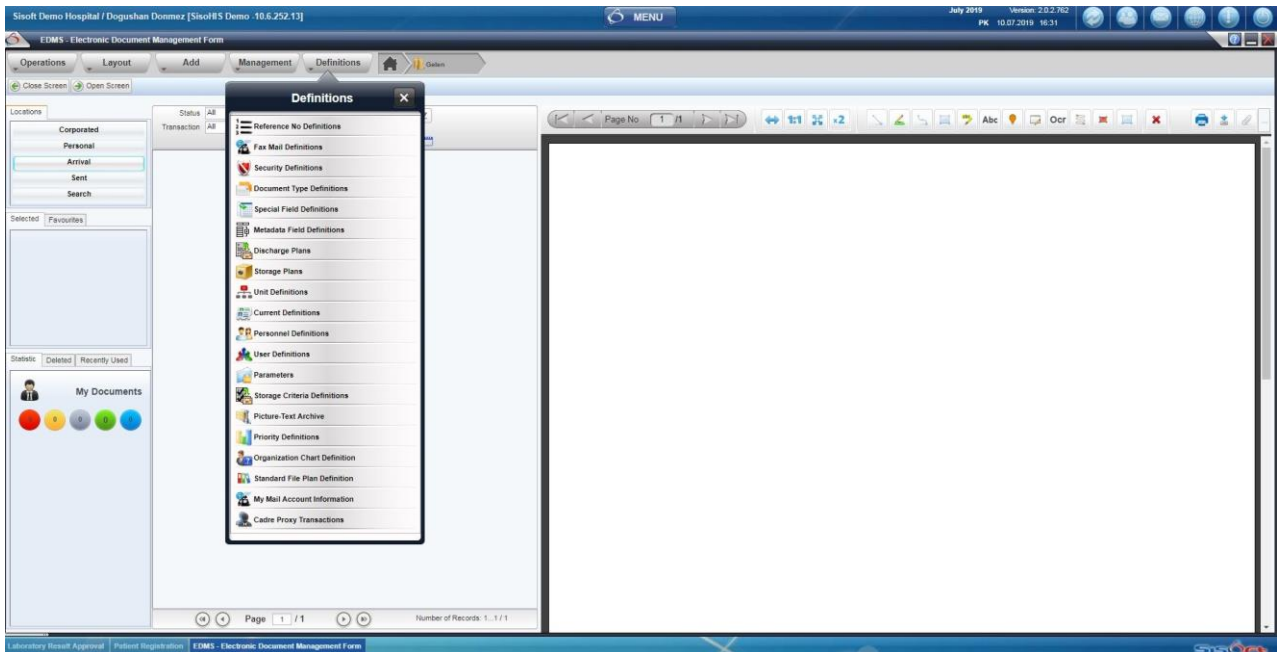 Sisoft Demo Hospital / Dogushan Donmez [SisoHIS Demo -10.6.252.13]
MENU
July 2019 Version: 2.0.2.762
PK 10.07.2019 16:31
EDMS - Electronic Document Management Form
Operations Layout Add Management Definitions Giden
Close Screen Open Screen
Locations
Corporated
Personal
Arrival
Sent
Search
Status All
Transaction All
Selected Favourites
Statistic Deleted Recently Used
My Documents
0 0 0 0
Definitions
Reference No Definitions
Fax Mail Definitions
Security Definitions
Document Type Definitions
Special Field Definitions
Metadata Field Definitions
Discharge Plans
Storage Plans
Unit Definitions
Current Definitions
Personnel Definitions
User Definitions
Parameters
Storage Criteria Definitions
Picture-Text Archive
Priority Definitions
Organization Chart Definition
Standard File Plan Definition
My Mail Account Information
Cadre Proxy Transactions
Page No 1 /1 1:1 x2 Abc Ocr
Page 1 / 1 Number of Records: 1...1 / 1
Laboratory Result Approval Patient Registration EDMS - Electronic Document Management Form
sisoft